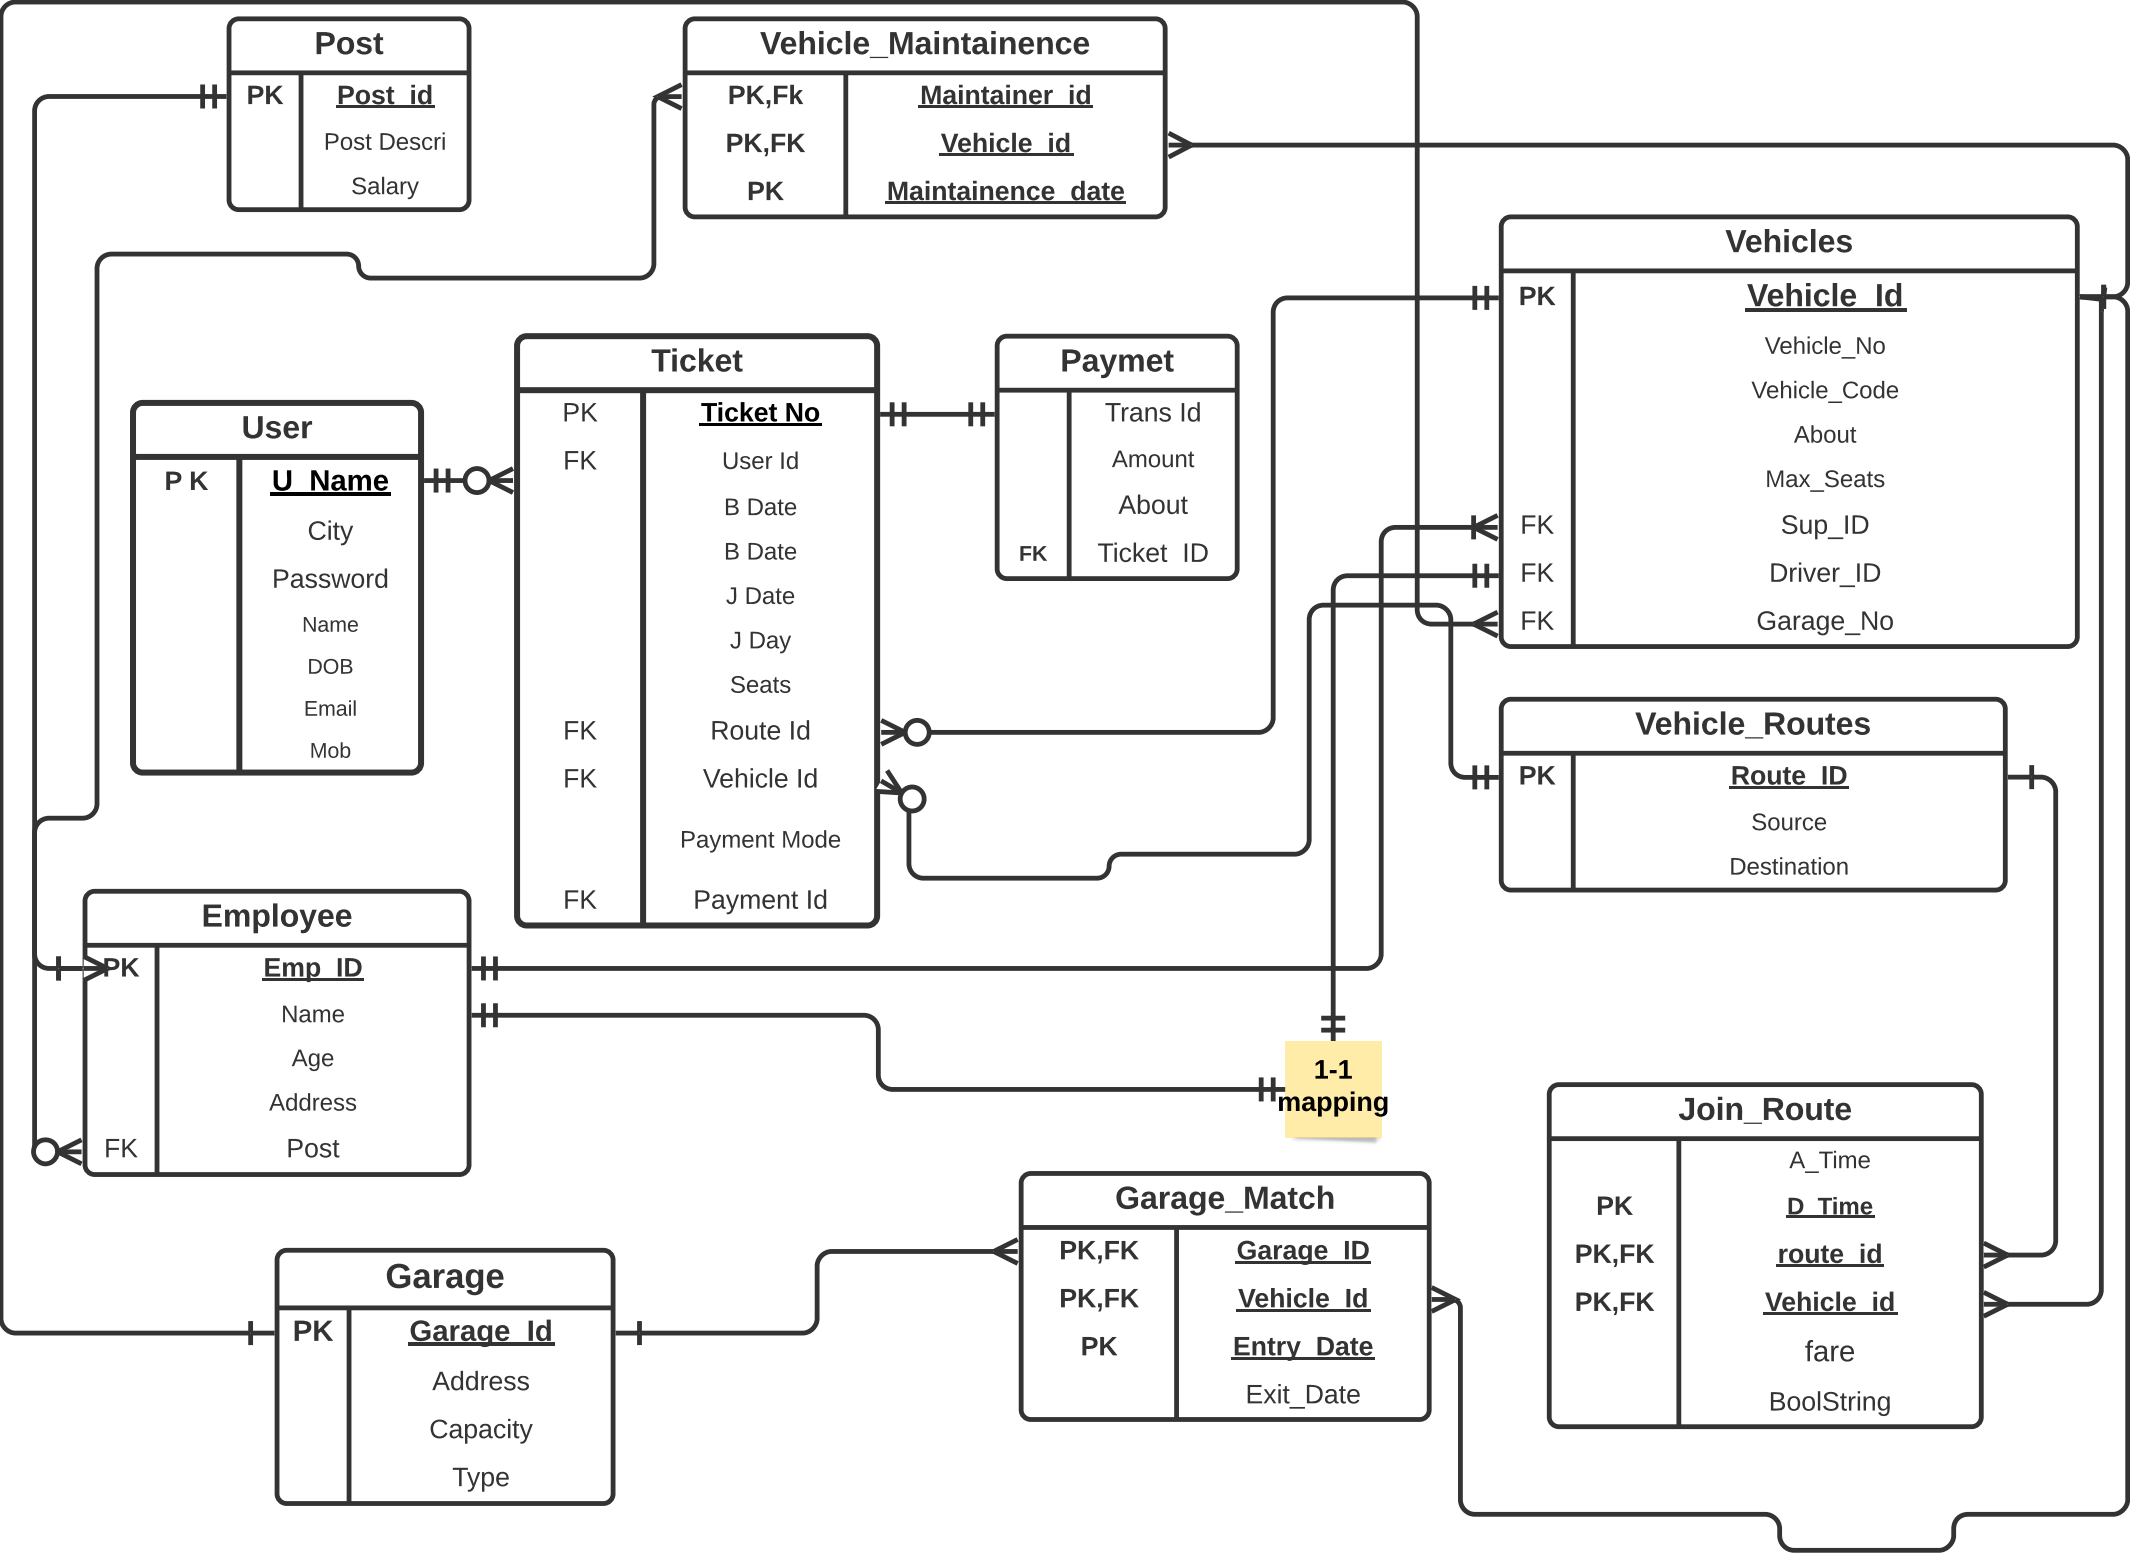 Post
PK Post_id
Post Descri
Salary
Vehicle_Maintainence
PK,Fk Maintainer_id
PK,FK Vehicle_id
PK Maintainence_date
Vehicles
PK Vehicle_Id
Vehicle_No
Vehicle_Code
About
Max_Seats
FK Sup_ID
FK Driver_ID
FK Garage_No
Ticket
PK Ticket No
FK User Id
B Date
B Date
J Date
J Day
Seats
FK Route Id
FK Vehicle Id
Payment Mode
FK Payment Id
Paymet
Trans Id
Amount
About
FK Ticket_ID
User
P K U_Name
City
Password
Name
DOB
Email
Mob
Vehicle_Routes
PK Route_ID
Source
Destination
Employee
PK Emp_ID
Name
Age
Address
FK Post
1-1
mapping
Join_Route
A_Time
PK D_Time
PK,FK route_id
PK,FK Vehicle_id
fare
BoolString
Garage_Match
PK,FK Garage_ID
PK,FK Vehicle_Id
PK Entry_Date
Exit_Date
Garage
PK Garage_Id
Address
Capacity
Type